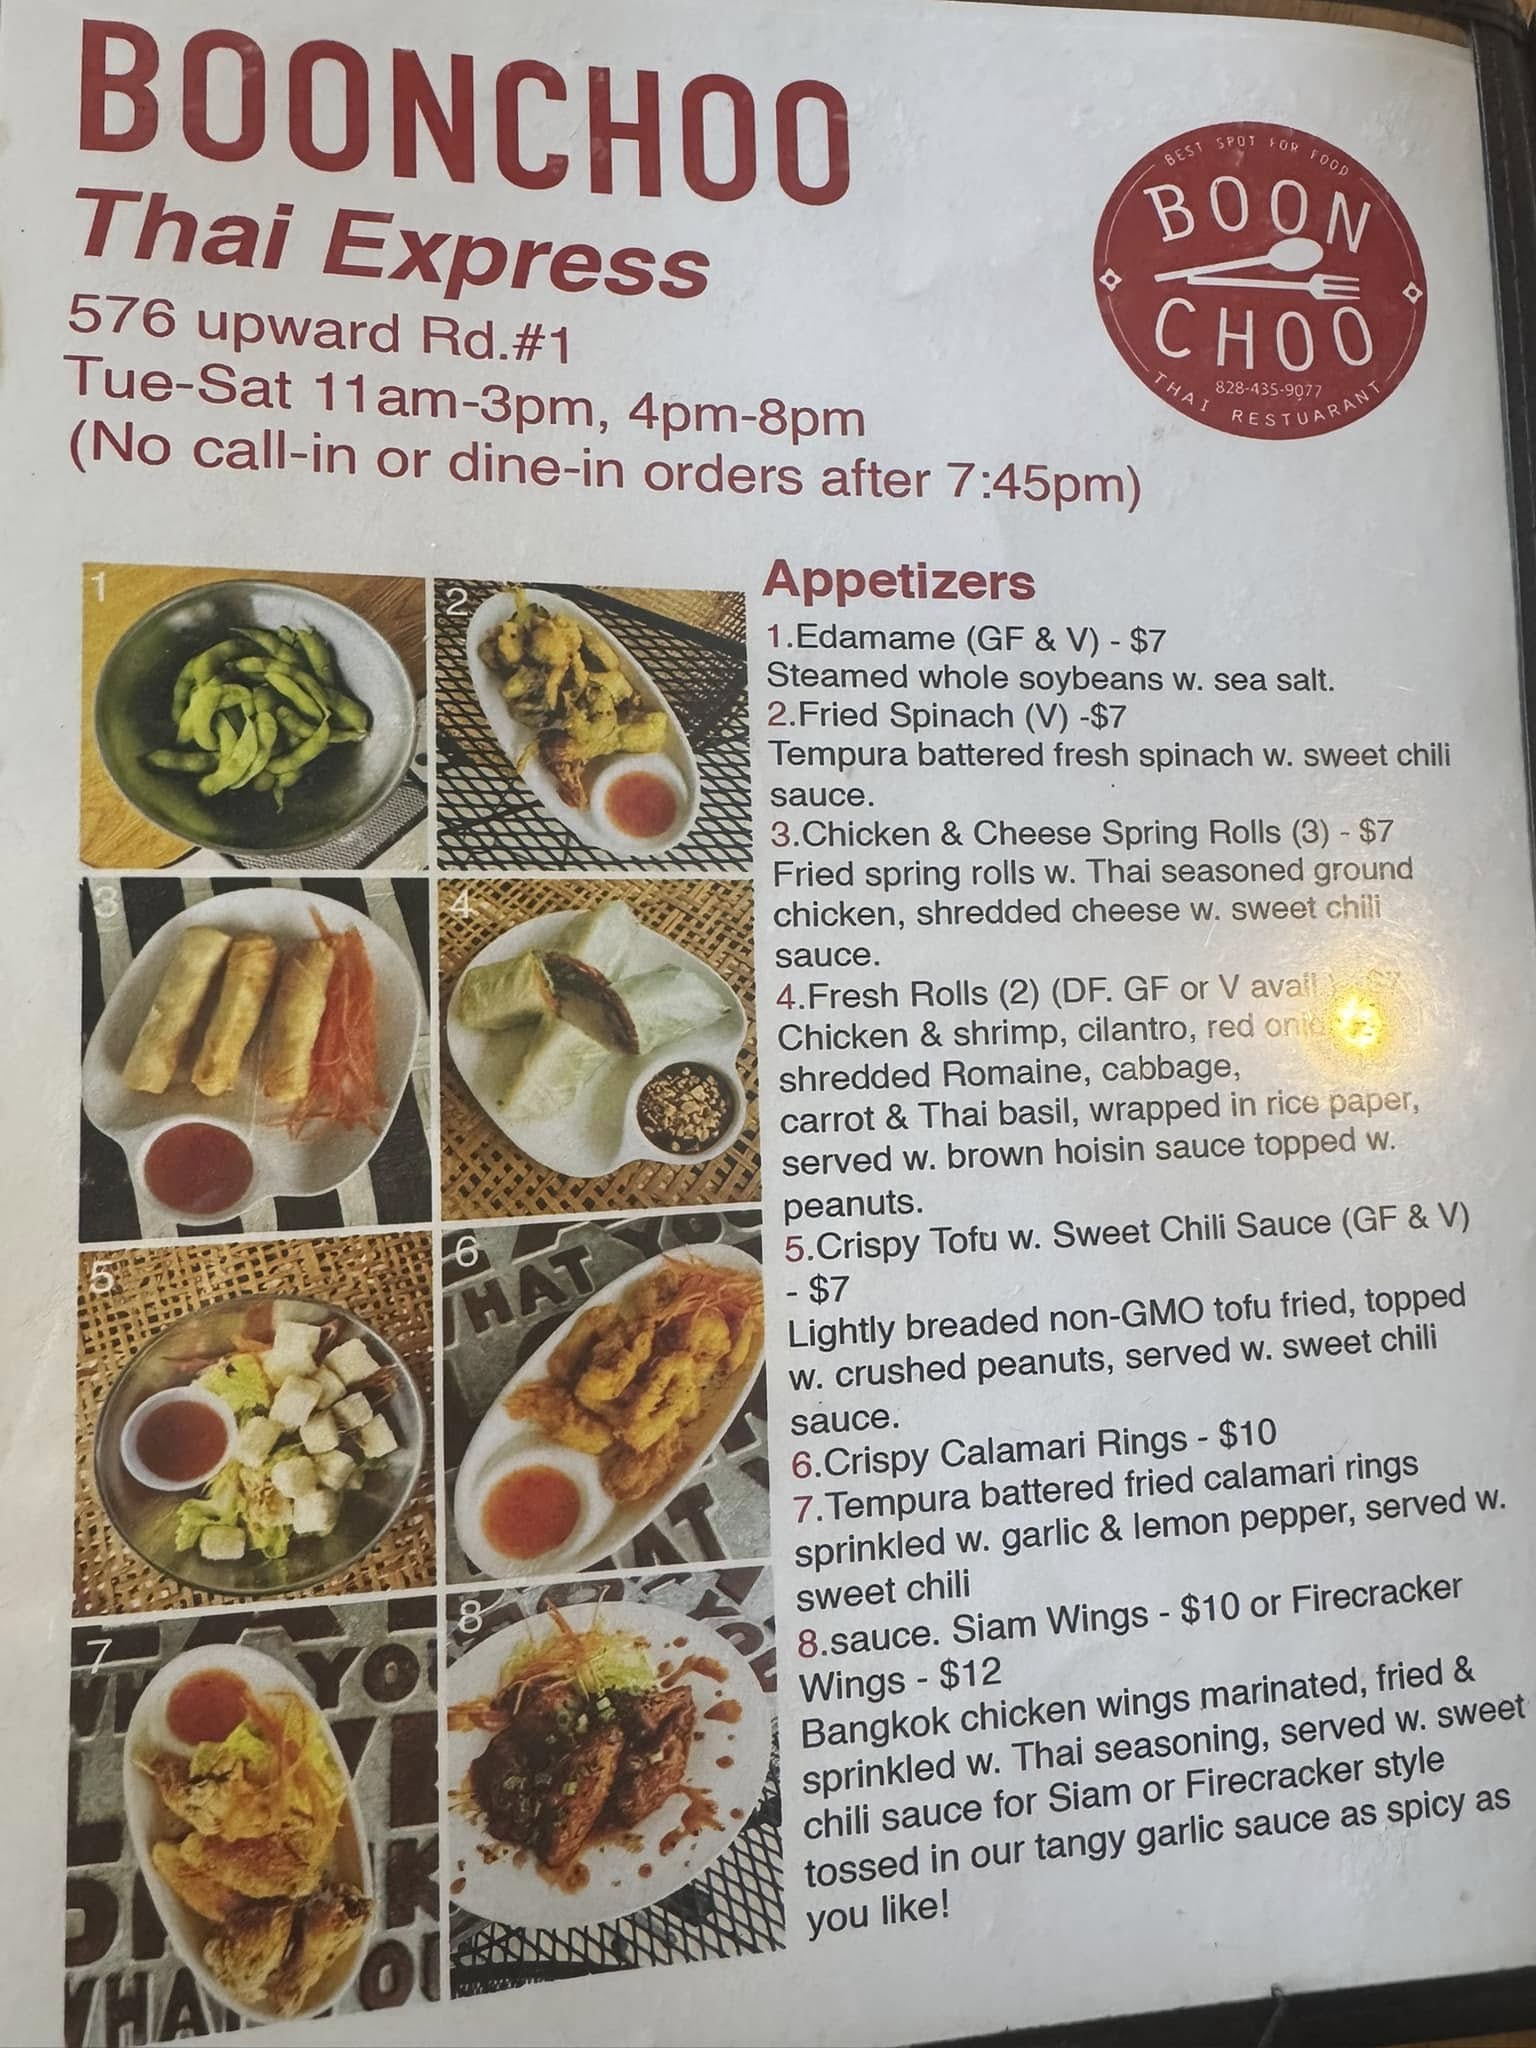 BOONCHOO
Thai Express
576 upward Rd.#1
Tue-Sat 11am-3pm, 4pm-8pm
(No call-in or dine-in orders after 7:45pm)
BEST SPOT FOR FOOD
BOON
CHOO
828-435-9077
THAI RESTUARANT
1
2
3
4
5
6
7
8
WHAT YO
Appetizers
1.Edamame (GF & V) - $7
Steamed whole soybeans w. sea salt.
2.Fried Spinach (V) -$7
Tempura battered fresh spinach w. sweet chili
sauce.
3.Chicken & Cheese Spring Rolls (3) - $7
Fried spring rolls w. Thai seasoned ground
chicken, shredded cheese w. sweet chili
sauce.
4.Fresh Rolls (2) (DF. GF or V avail
Chicken & shrimp, cilantro, red
shredded Romaine, cabbage,
carrot & Thai basil, wrapped in rice paper,
served w. brown hoisin sauce topped w.
peanuts.
5.Crispy Tofu w. Sweet Chili Sauce (GF & V)
- $7
Lightly breaded non-GMO tofu fried, topped
w. crushed peanuts, served w. sweet chili
sauce.
6.Crispy Calamari Rings - $10
7.Tempura battered fried calamari rings
sprinkled w. garlic & lemon pepper, served w.
sweet chili
8.sauce. Siam Wings - $10 or Firecracker
Wings - $12
Bangkok chicken wings marinated, fried &
sprinkled w. Thai seasoning, served w. sweet
chili sauce for Siam or Firecracker style
tossed in our tangy garlic sauce as spicy as
you like!